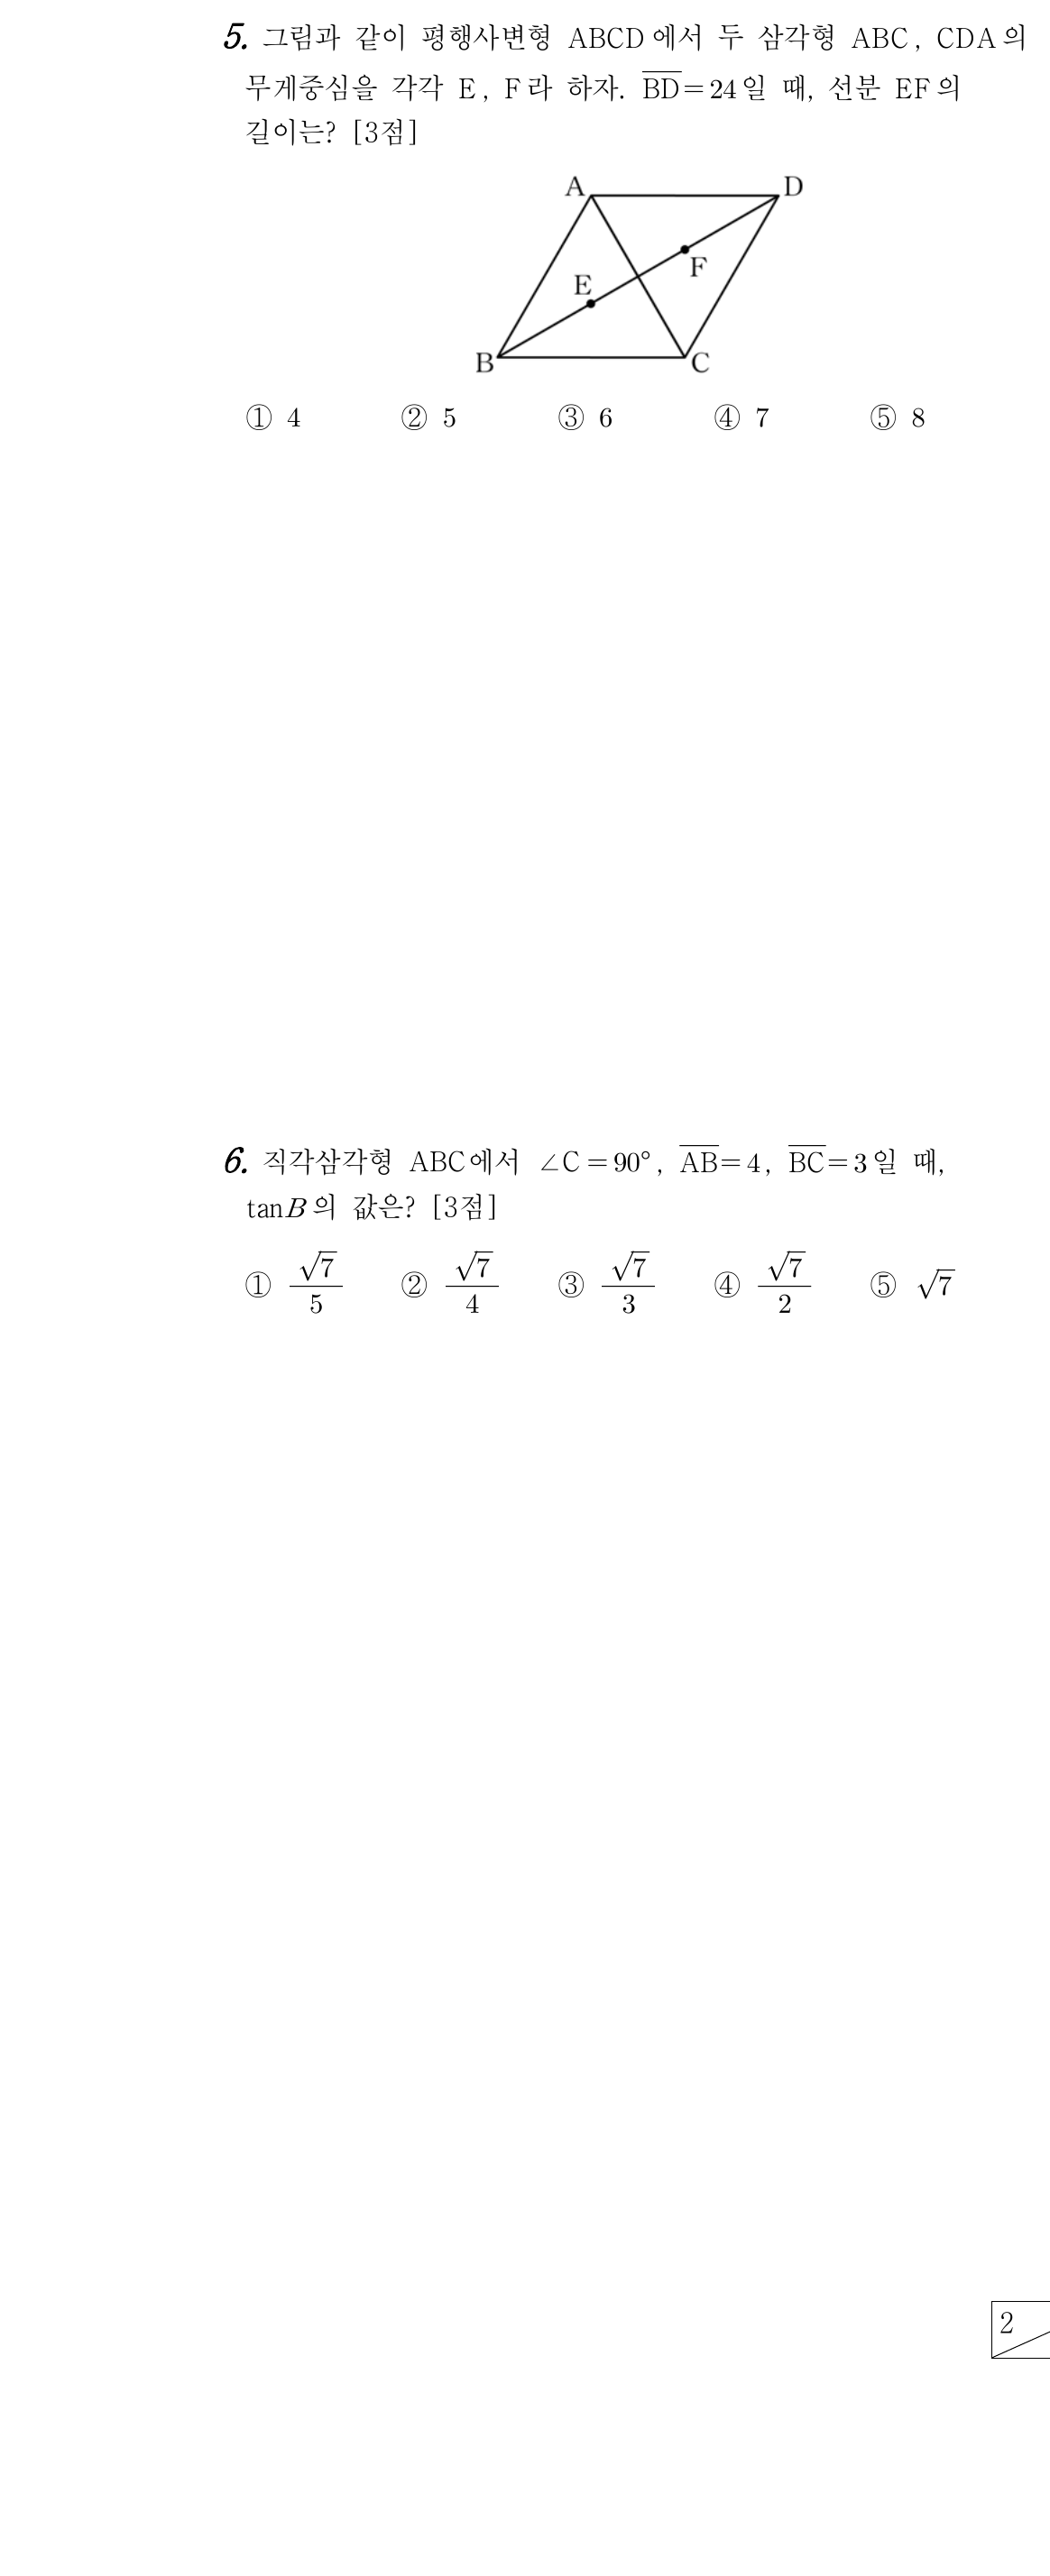 5. 그림과 같이 평행사변형 ABCD에서 두 삼각형 ABC, CDA의
무게중심을 각각 E, F라 하자. \overline{BD}=24일 때, 선분 EF의
길이는? [3점]
A D
F
E
B C
① 4 ② 5 ③ 6 ④ 7 ⑤ 8
6. 직각삼각형 ABC에서 ∠C=90°, \overline{AB}=4, \overline{BC}=3일 때,
tanB의 값은? [3점]
① √7/5 ② √7/4 ③ √7/3 ④ √7/2 ⑤ √7
2